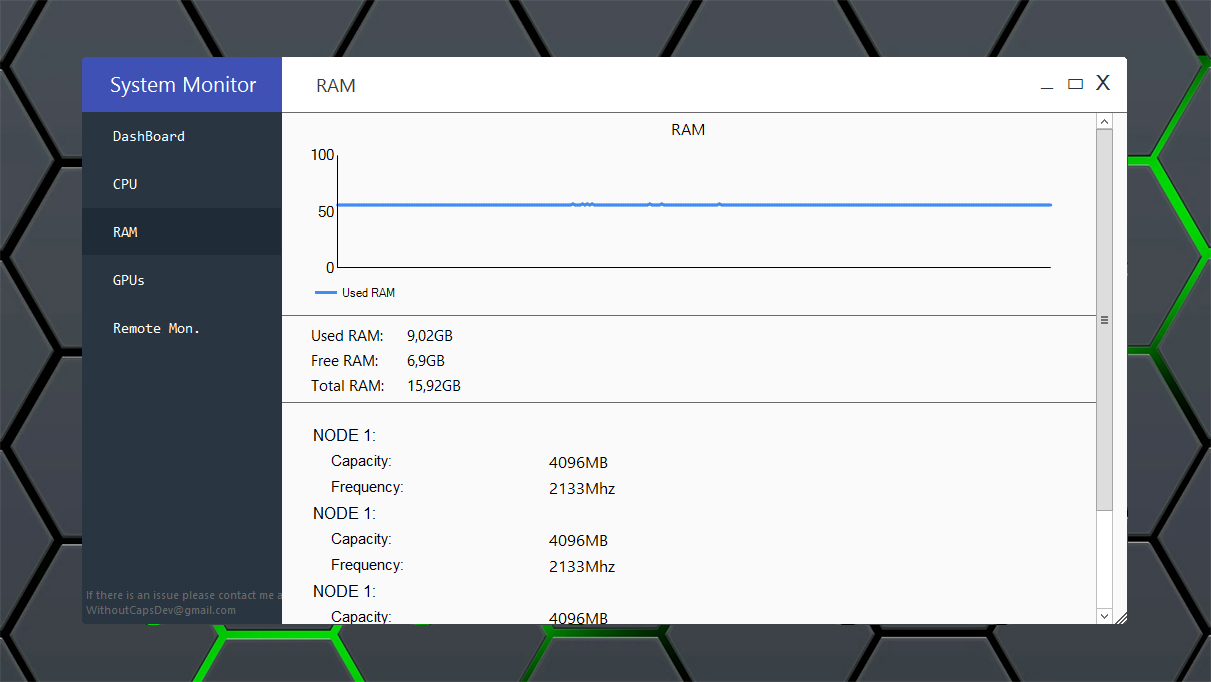 System Monitor
RAM
X
DashBoard
CPU
RAM
GPUs
Remote Mon.
RAM
100
50
0
Used RAM
Used RAM: 9,02GB
Free RAM: 6,9GB
Total RAM: 15,92GB
NODE 1:
Capacity: 4096MB
Frequency: 2133Mhz
NODE 1:
Capacity: 4096MB
Frequency: 2133Mhz
NODE 1:
Capacity: 4096MB
If there is an issue please contact me a
WithoutCapsDev@gmail.com